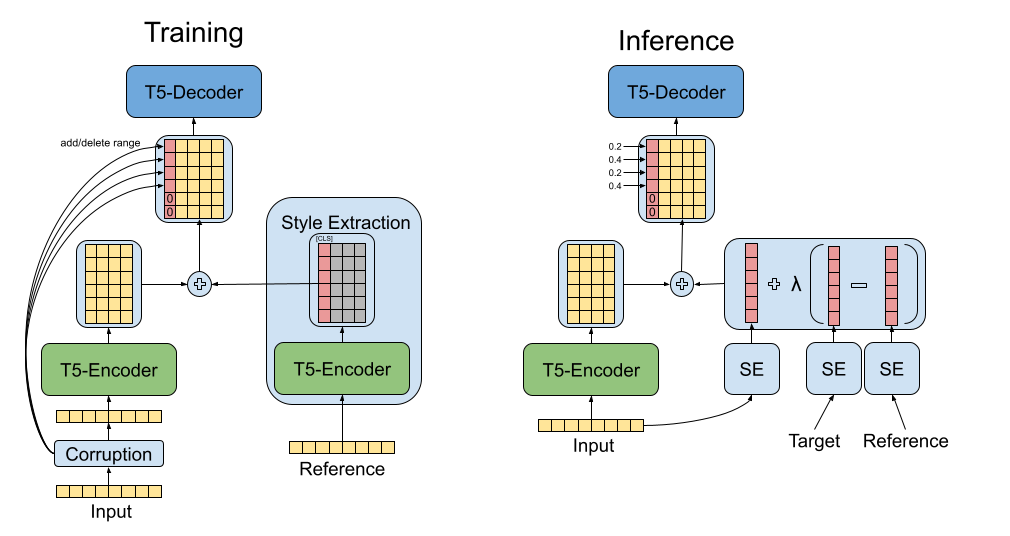 Training
T5-Decoder
add/delete range
0
0
Style Extraction
[CLS]
T5-Encoder
T5-Encoder
Corruption
Reference
Input
Inference
T5-Decoder
0.2
0.4
0.2
0.4
0
0
+ λ ( − )
T5-Encoder
SE
SE
SE
Input
Target
Reference